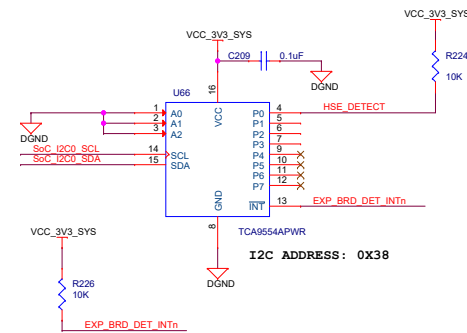 VCC_3V3_SYS
VCC_3V3_SYS
C209 0.1uF
R224
10K
DGND
U66
16
VCC
1 A0 P0 4 HSE_DETECT
2 A1 P1 5
3 A2 P2 6
P3 7
DGND
P4 9
SoC_I2C0_SCL 14 SCL P5 10
SoC_I2C0_SDA 15 SDA P6 11
P7 12
GND
INT 13 EXP_BRD_DET_INTn
8
TCA9554APWR
VCC_3V3_SYS
I2C ADDRESS: 0X38
DGND
R226
10K
EXP_BRD_DET_INTn